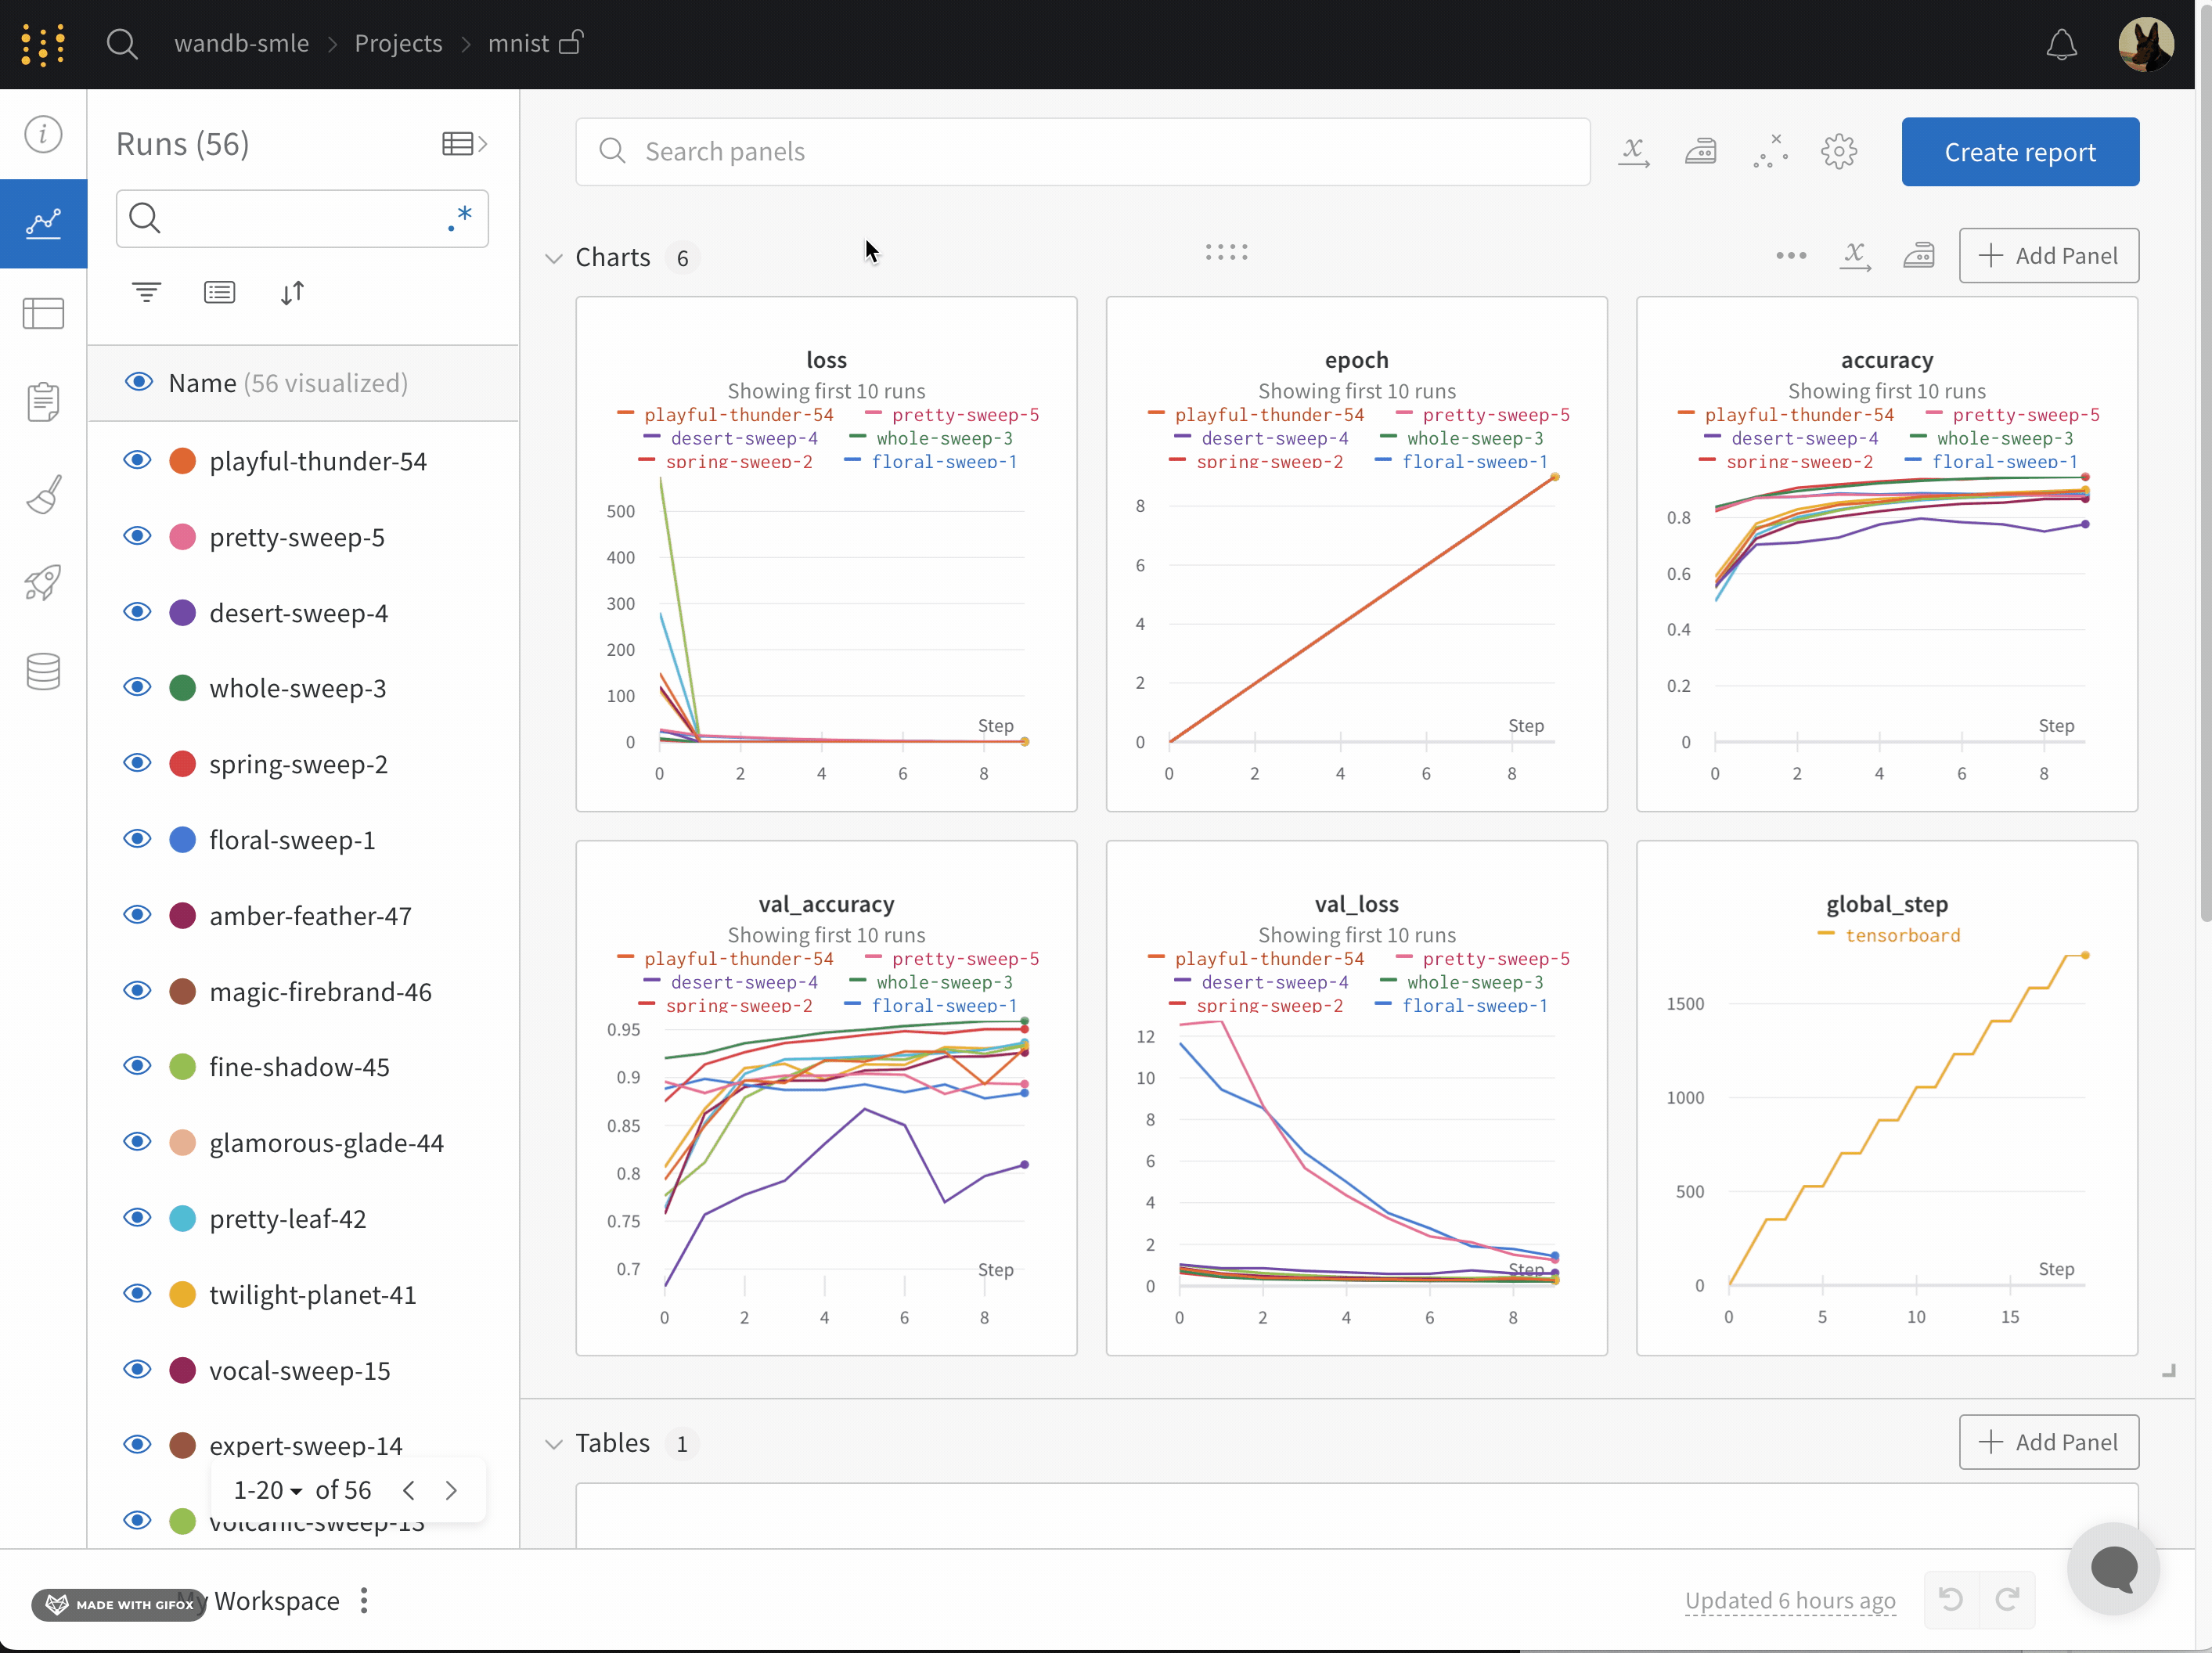 wandb-smle > Projects > mnist
Runs (56)
.*
Name (56 visualized)
playful-thunder-54
pretty-sweep-5
desert-sweep-4
whole-sweep-3
spring-sweep-2
floral-sweep-1
amber-feather-47
magic-firebrand-46
fine-shadow-45
glamorous-glade-44
pretty-leaf-42
twilight-planet-41
vocal-sweep-15
expert-sweep-14
volcanic-sweep-13
1-20 of 56
Search panels
Create report
Charts 6
Add Panel
loss
Showing first 10 runs
playful-thunder-54 pretty-sweep-5
desert-sweep-4 whole-sweep-3
spring-sweep-2 floral-sweep-1
500
400
300
200
100
0
Step
0 2 4 6 8
epoch
Showing first 10 runs
playful-thunder-54 pretty-sweep-5
desert-sweep-4 whole-sweep-3
spring-sweep-2 floral-sweep-1
8
6
4
2
0
Step
0 2 4 6 8
accuracy
Showing first 10 runs
playful-thunder-54 pretty-sweep-5
desert-sweep-4 whole-sweep-3
spring-sweep-2 floral-sweep-1
0.8
0.6
0.4
0.2
0
Step
0 2 4 6 8
val_accuracy
Showing first 10 runs
playful-thunder-54 pretty-sweep-5
desert-sweep-4 whole-sweep-3
spring-sweep-2 floral-sweep-1
0.95
0.9
0.85
0.8
0.75
0.7
Step
0 2 4 6 8
val_loss
Showing first 10 runs
playful-thunder-54 pretty-sweep-5
desert-sweep-4 whole-sweep-3
spring-sweep-2 floral-sweep-1
12
10
8
6
4
2
0
Step
0 2 4 6 8
global_step
tensorboard
1500
1000
500
0
Step
0 5 10 15
Tables 1
Add Panel
MADE WITH GIFOX
y Workspace
Updated 6 hours ago